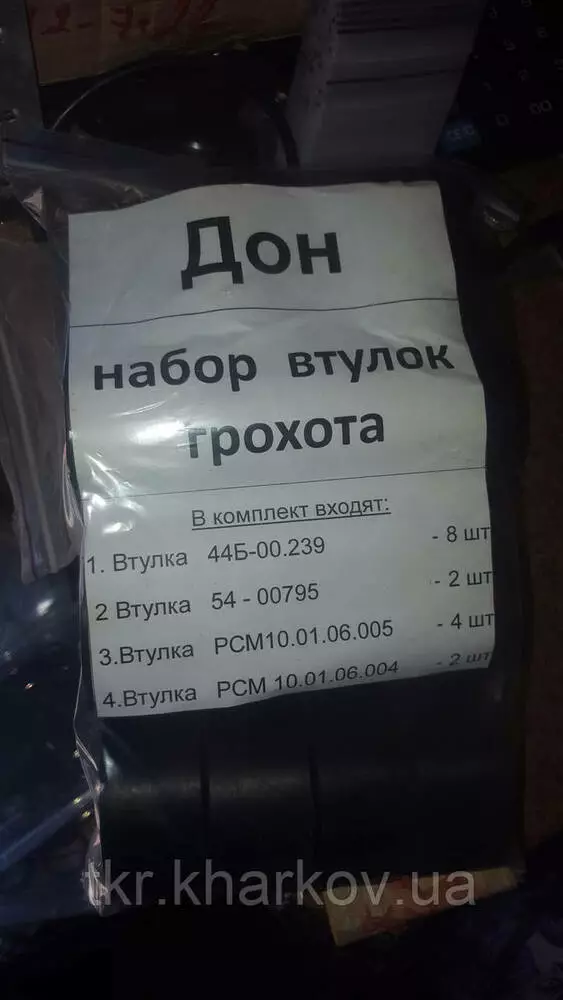 Дон
набор втулок
грохота
В комплект входят:
1. Втулка 44Б-00.239 - 8 шт
2 Втулка 54 - 00795 - 2 шт
3.Втулка РСМ10.01.06.005 - 4 шт
4.Втулка РСМ 10.01.06.004 - 2 шт
tkr.kharkov.ua